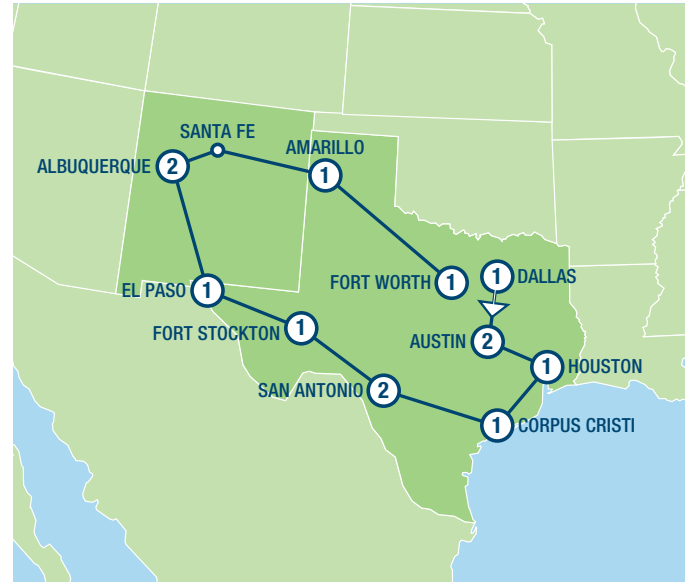 SANTA FE
AMARILLO
ALBUQUERQUE 2
1
EL PASO 1
FORT WORTH 1
1 DALLAS
FORT STOCKTON 1
AUSTIN 2
1 HOUSTON
SAN ANTONIO 2
1 CORPUS CRISTI